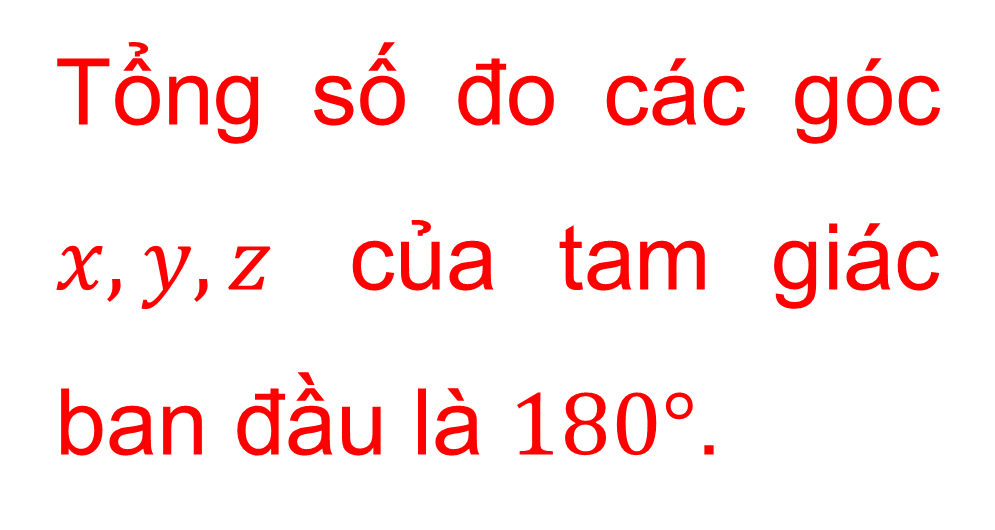 Tổng số đo các góc
x, y, z của tam giác
ban đầu là 180°.